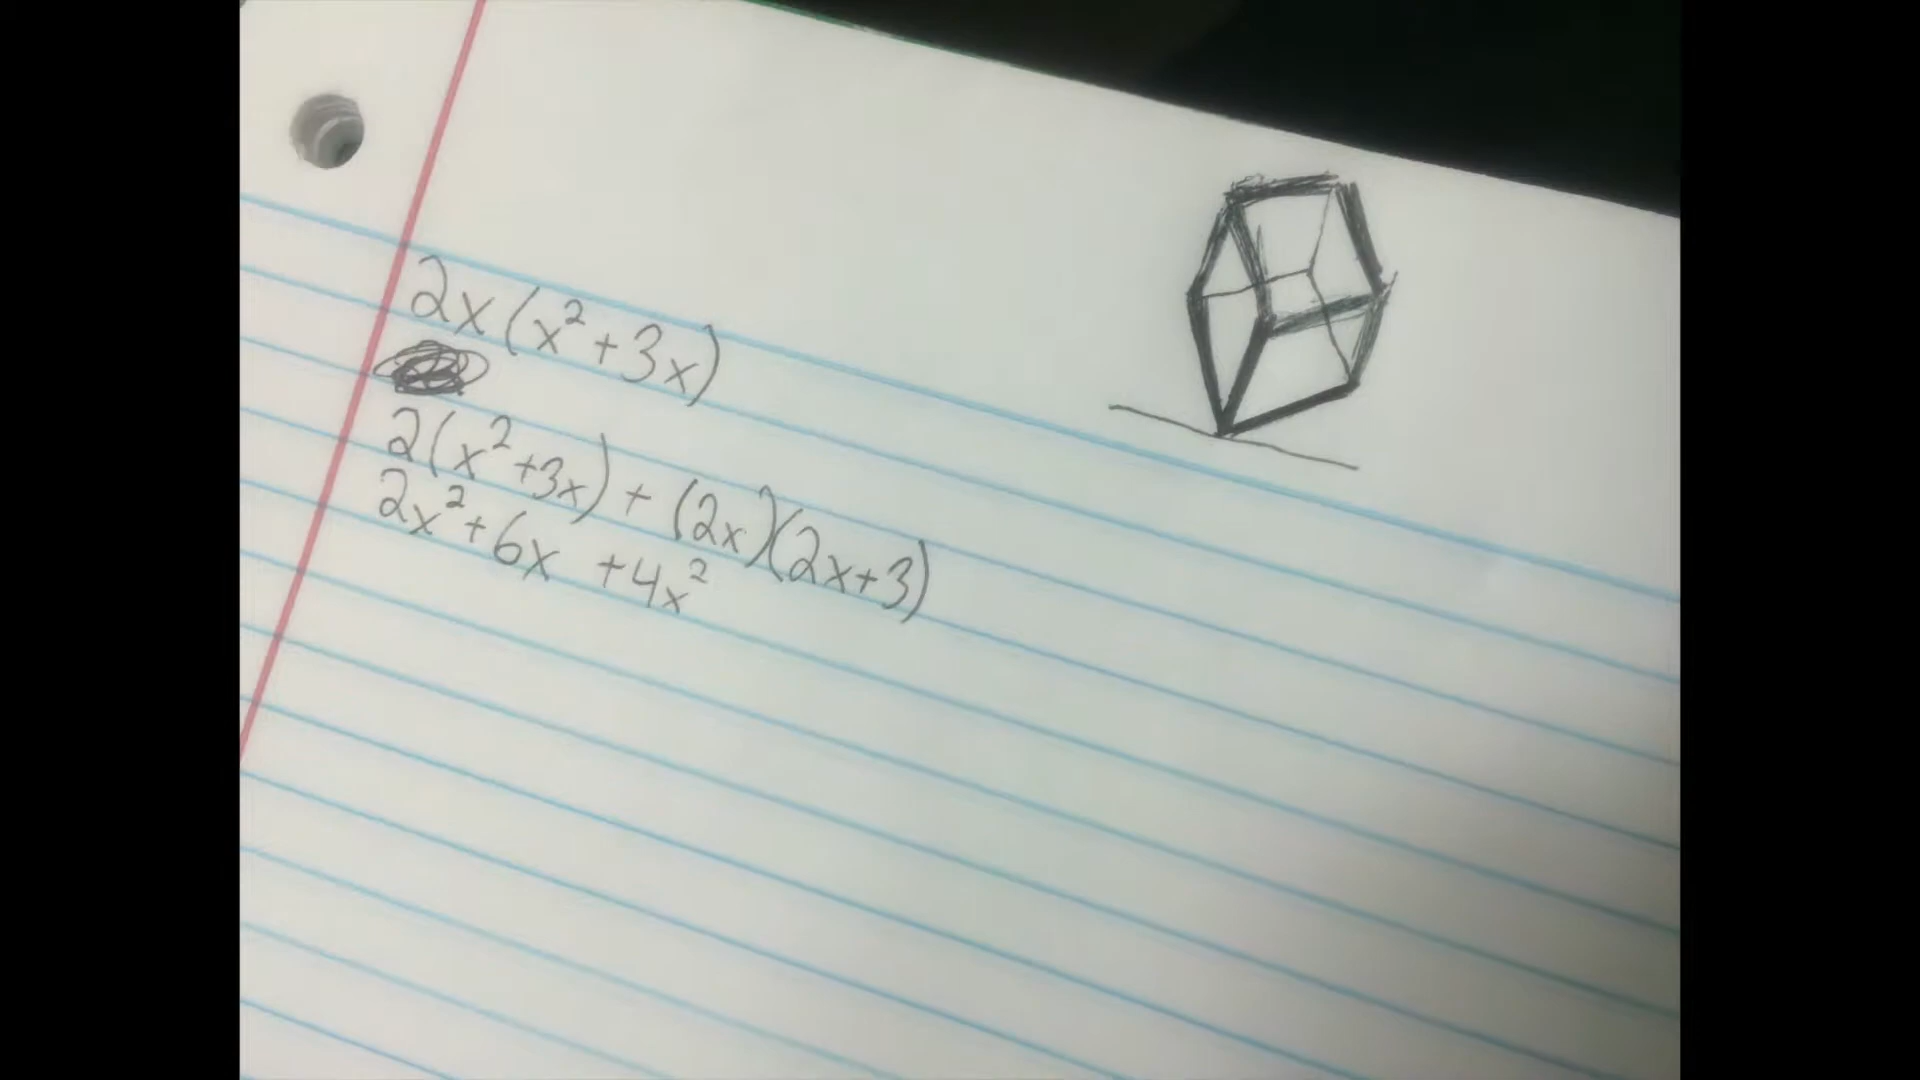 2x(x²+3x)
2(x²+3x) + (2x)(2x+3)
2x²+6x +4x²